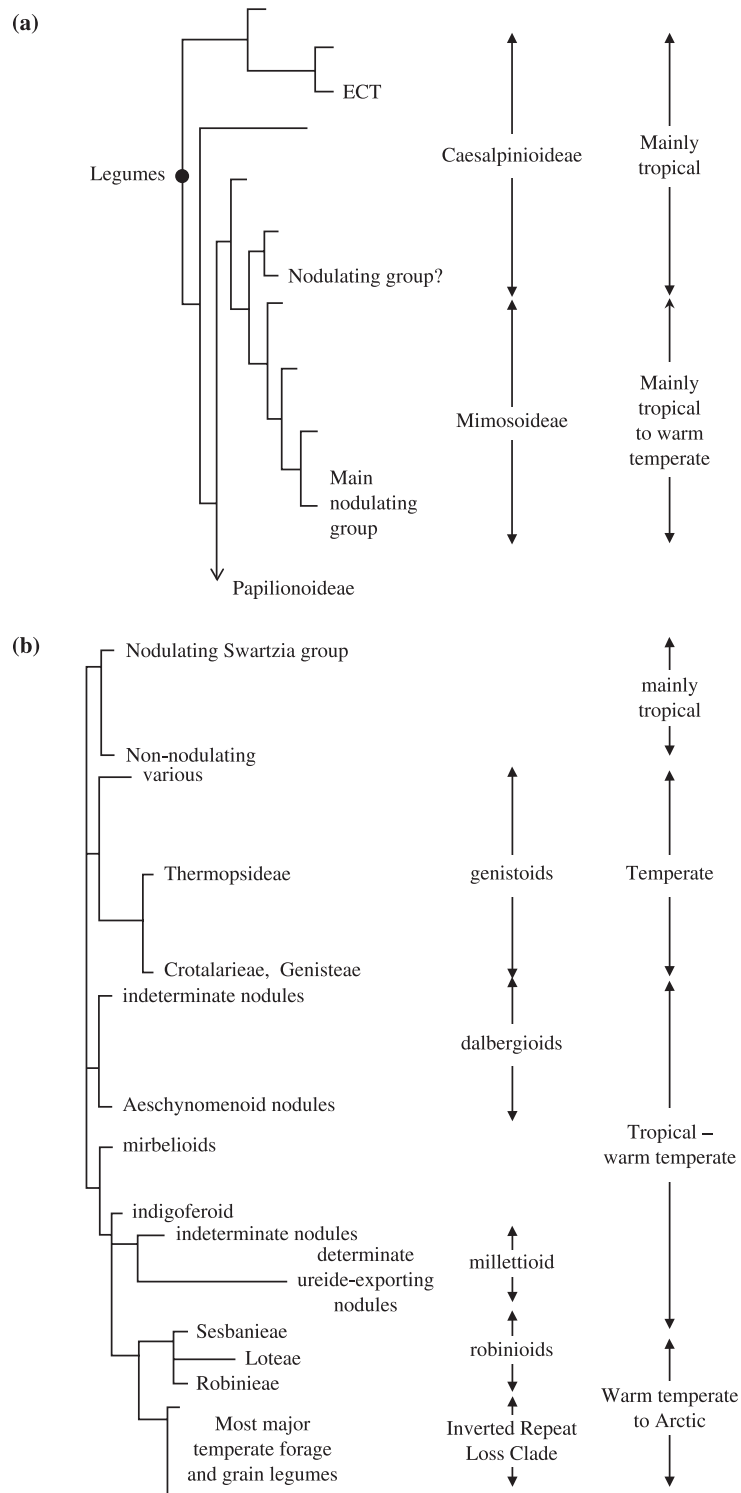 (a)
ECT
Legumes
Caesalpinioideae
Mainly
tropical
Nodulating group?
Mimosoideae
Mainly
tropical
to warm
temperate
Main
nodulating
group
Papilionoideae
(b)
Nodulating Swartzia group
mainly
tropical
Non-nodulating
various
Thermopsideae
genistoids
Temperate
Crotalarieae, Genisteae
indeterminate nodules
dalbergioids
Aeschynomenoid nodules
Tropical –
warm temperate
mirbelioids
indigoferoid
indeterminate nodules
determinate
ureide-exporting
nodules
millettioid
Sesbanieae
Loteae
Robinieae
robinioids
Warm temperate
to Arctic
Most major
temperate forage
and grain legumes
Inverted Repeat
Loss Clade